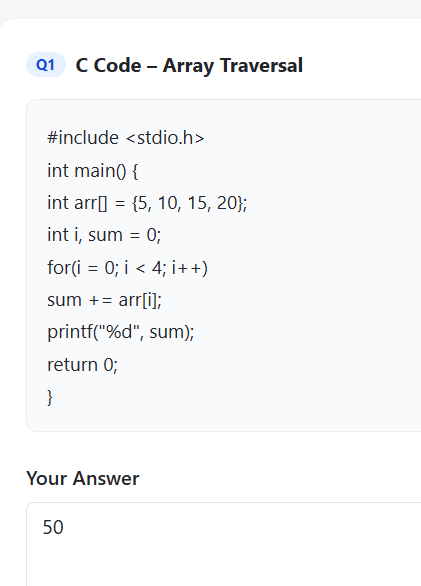 Q1 C Code – Array Traversal
#include <stdio.h>
int main() {
int arr[] = {5, 10, 15, 20};
int i, sum = 0;
for(i = 0; i < 4; i++)
sum += arr[i];
printf("%d", sum);
return 0;
}
Your Answer
50